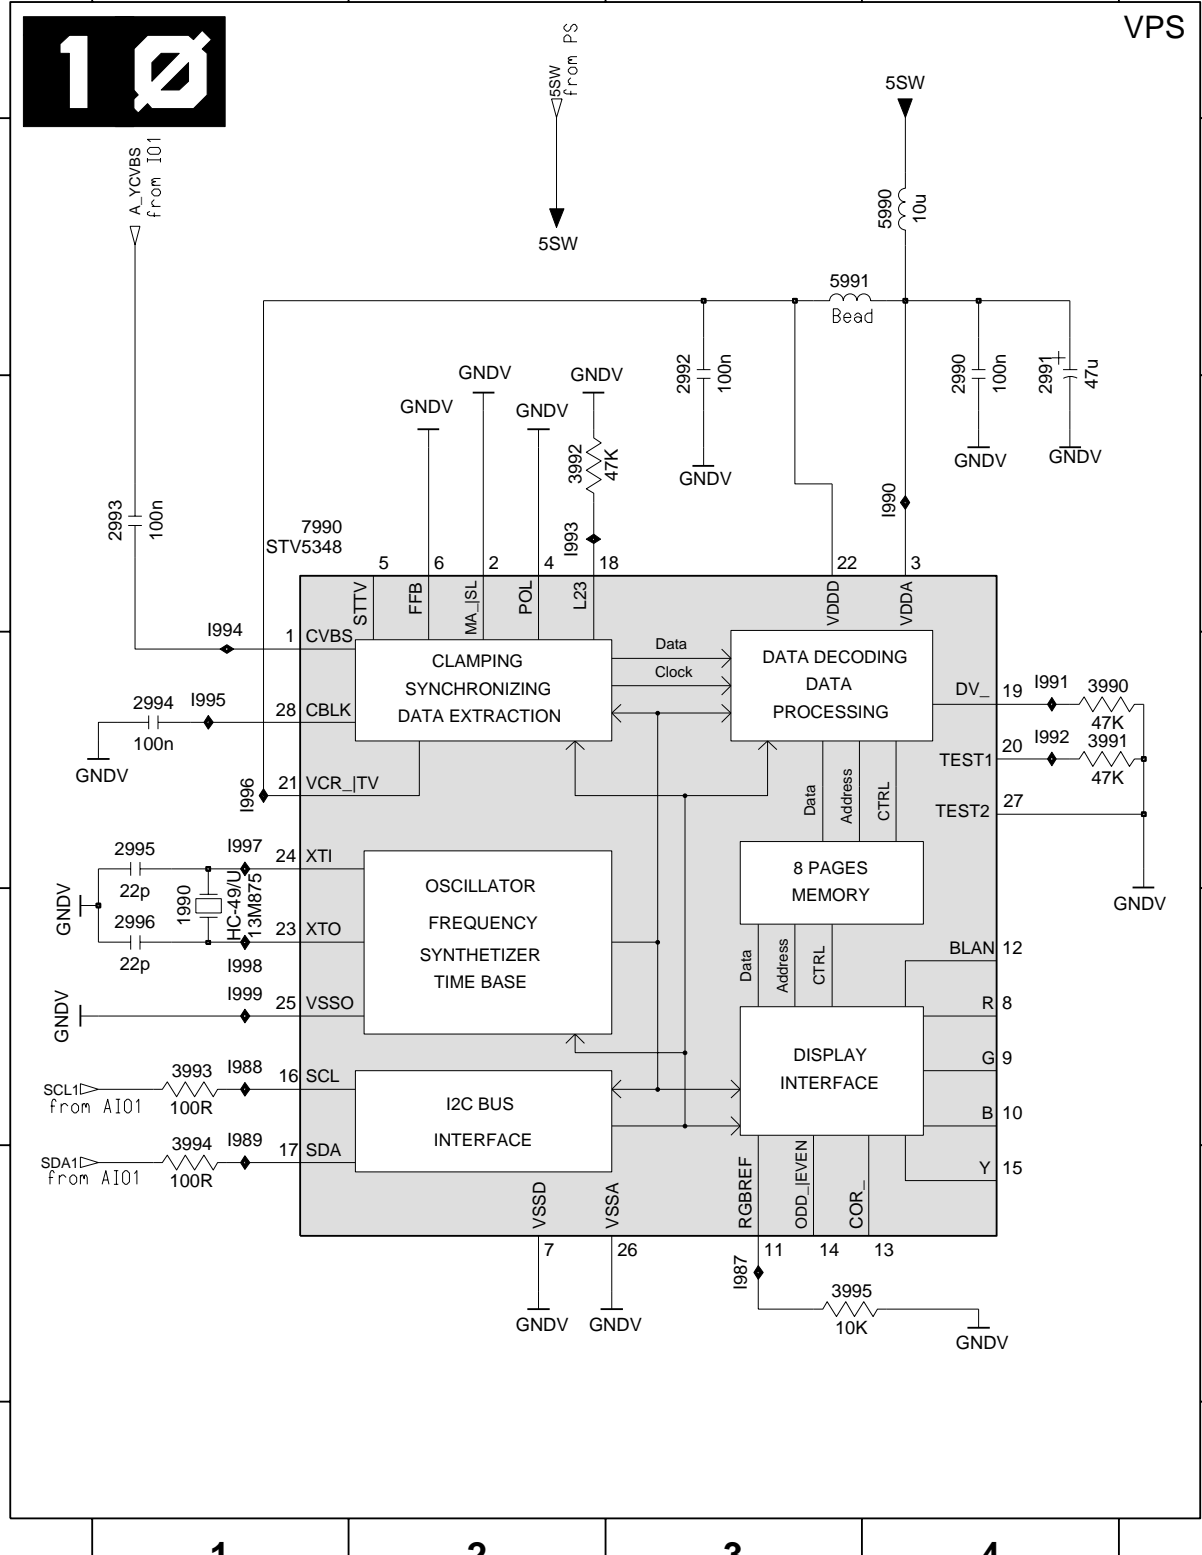 1Ø
VPS
5SW
from PS
5SW
5SW
A_YCVBS
from IO1
5990
10u
5991
Bead
2992
100n
2990
100n
2991
+
47u
GNDV
GNDV
GNDV
GNDV
GNDV
GNDV
GNDV
3992
47K
I990
2993
100n
7990
STV5348
I993
5
6
2
4
18
22
3
STTV
FFB
MA_|SL
POL
L23
VDDD
VDDA
I994
1
CVBS
CLAMPING
SYNCHRONIZING
DATA EXTRACTION
Data
Clock
DATA DECODING
DATA
PROCESSING
DV_
19
I991
3990
47K
2994
100n
I995
28
CBLK
GNDV
TEST1
20
I992
3991
47K
I996
21
VCR_|TV
Data
Address
CTRL
TEST2
27
2995
22p
I997
24
XTI
GNDV
1990
HC-49/U
13M875
OSCILLATOR
FREQUENCY
SYNTHETIZER
TIME BASE
8 PAGES
MEMORY
GNDV
2996
22p
I998
23
XTO
Data
Address
CTRL
BLAN
12
GNDV
I999
25
VSSO
R
8
SCL1
from AIO1
3993
100R
I988
16
SCL
I2C BUS
INTERFACE
DISPLAY
INTERFACE
G
9
B
10
SDA1
from AIO1
3994
100R
I989
17
SDA
Y
15
VSSD
VSSA
RGBREF
ODD_|EVEN
COR_
7
26
11
14
13
I987
GNDV
GNDV
3995
10K
GNDV
1
2
3
4